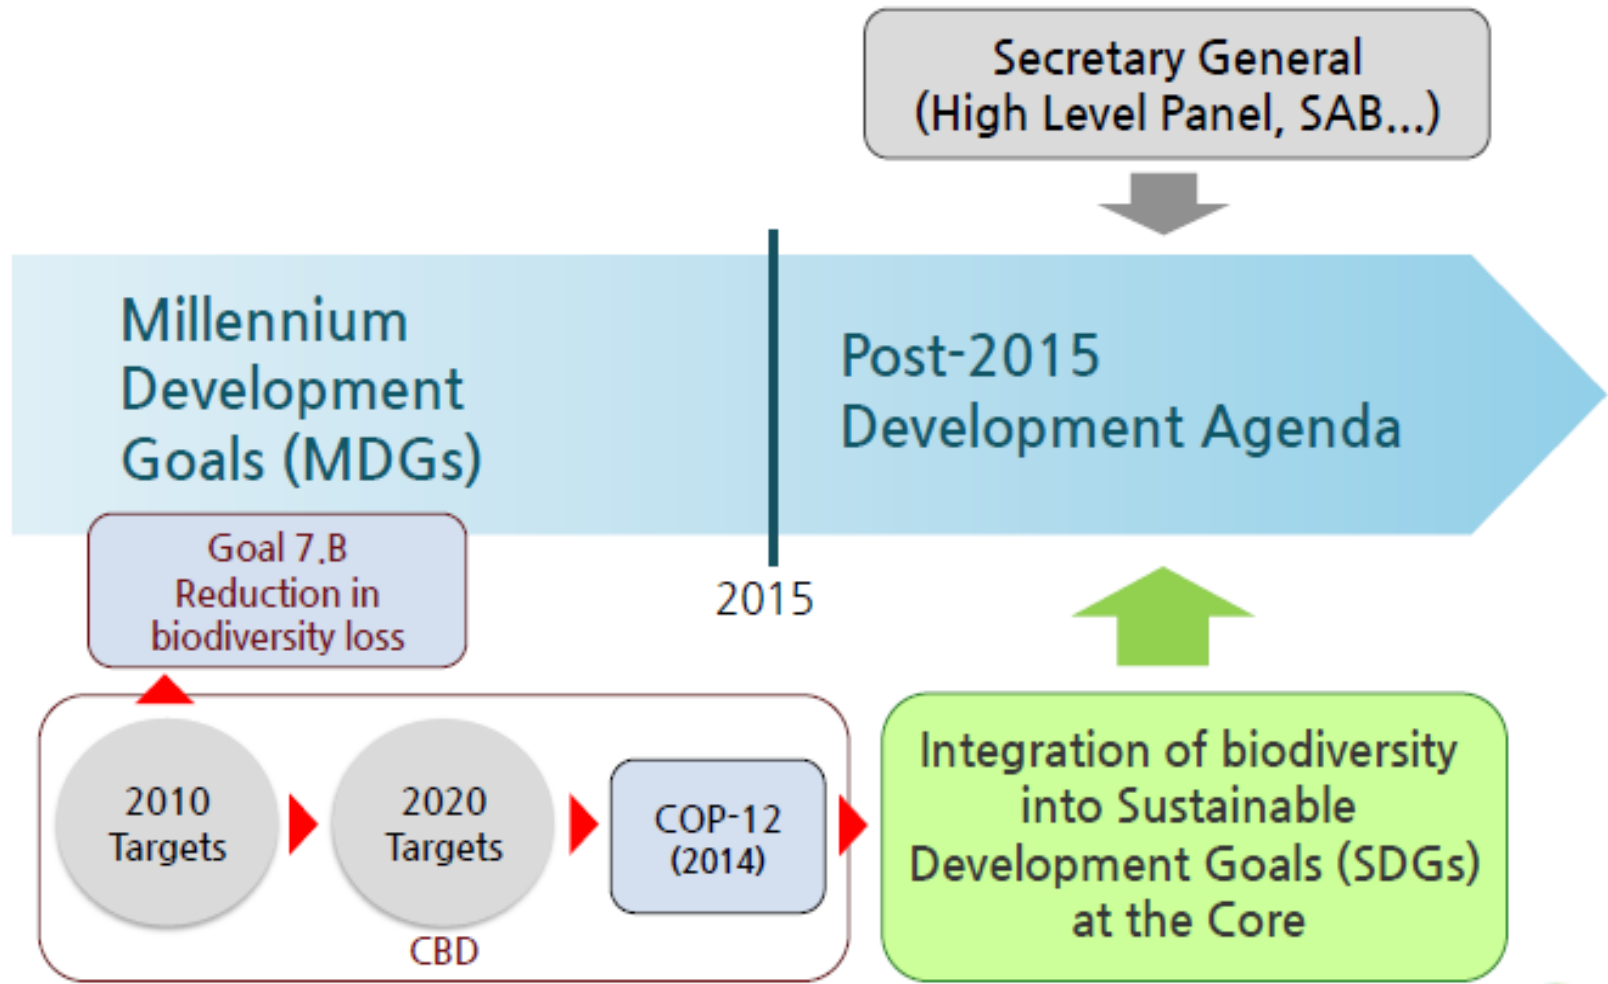 Secretary General
(High Level Panel, SAB...)
Millennium
Development
Goals (MDGs)
Post-2015
Development Agenda
Goal 7.B
Reduction in
biodiversity loss
2015
2010
Targets
2020
Targets
COP-12
(2014)
CBD
Integration of biodiversity
into Sustainable
Development Goals (SDGs)
at the Core